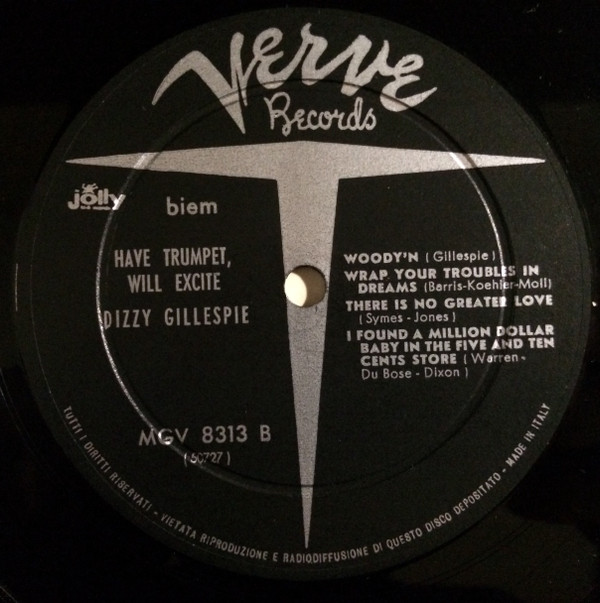 Verve
Records
jolly
biem
HAVE TRUMPET,
WILL EXCITE
DIZZY GILLESPIE
WOODY'N (Gillespie)
WRAP YOUR TROUBLES IN
DREAMS (Barris-Koehler-Moll)
THERE IS NO GREATER LOVE
(Symes - Jones)
I FOUND A MILLION DOLLAR
BABY IN THE FIVE AND TEN
CENTS STORE (Warren -
Du Bose - Dixon)
MGV 8313 B
(50727)
TUTTI I DIRITTI RISERVATI - VIETATA RIPRODUZIONE E RADIODIFFUSIONE DI QUESTO DISCO DEPOSITATO - MADE IN ITALY